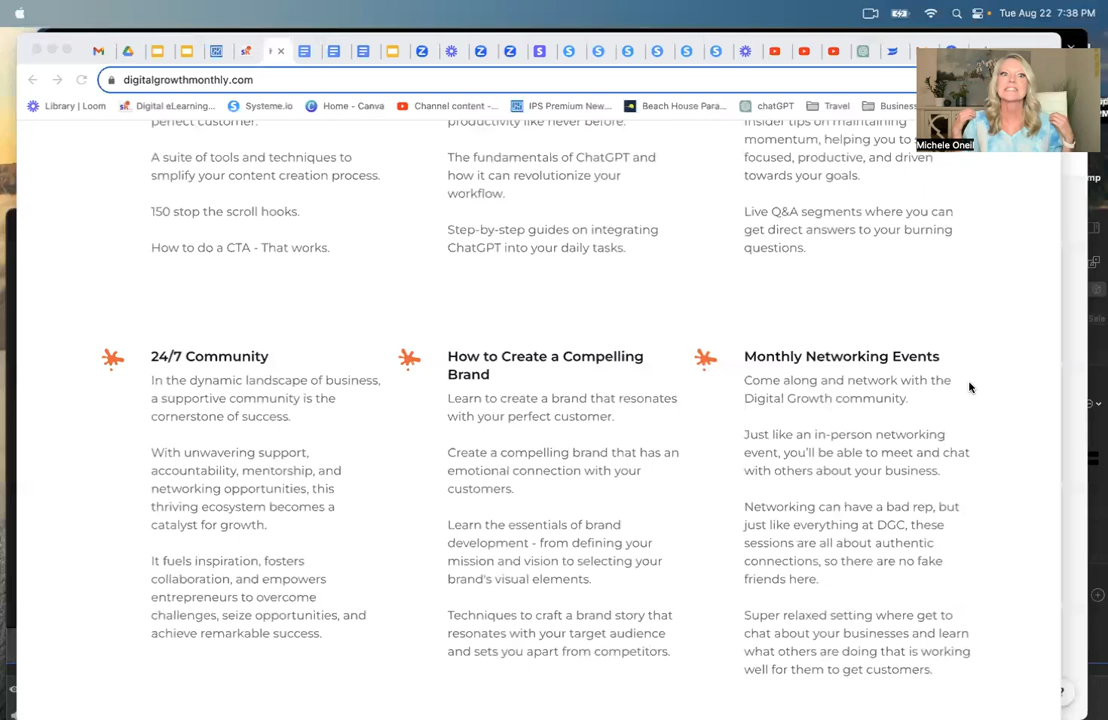 Tue Aug 22 7:38 PM
digitalgrowthmonthly.com
Library | Loom
Digital eLearning...
Systeme.io
Home - Canva
Channel content -...
IPS Premium New...
Beach House Para...
chatGPT
Travel
Business
Michele Oneil
perfect customer.
A suite of tools and techniques to
smplify your content creation process.
150 stop the scroll hooks.
How to do a CTA - That works.
productivity like never before.
The fundamentals of ChatGPT and
how it can revolutionize your
workflow.
Step-by-step guides on integrating
ChatGPT into your daily tasks.
Insider tips on maintaining
momentum, helping you to
focused, productive, and driven
towards your goals.
Live Q&A segments where you can
get direct answers to your burning
questions.
24/7 Community
In the dynamic landscape of business,
a supportive community is the
cornerstone of success.
With unwavering support,
accountability, mentorship, and
networking opportunities, this
thriving ecosystem becomes a
catalyst for growth.
It fuels inspiration, fosters
collaboration, and empowers
entrepreneurs to overcome
challenges, seize opportunities, and
achieve remarkable success.
How to Create a Compelling
Brand
Learn to create a brand that resonates
with your perfect customer.
Create a compelling brand that has an
emotional connection with your
customers.
Learn the essentials of brand
development - from defining your
mission and vision to selecting your
brand's visual elements.
Techniques to craft a brand story that
resonates with your target audience
and sets you apart from competitors.
Monthly Networking Events
Come along and network with the
Digital Growth community.
Just like an in-person networking
event, you'll be able to meet and chat
with others about your business.
Networking can have a bad rep, but
just like everything at DGC, these
sessions are all about authentic
connections, so there are no fake
friends here.
Super relaxed setting where get to
chat about your businesses and learn
what others are doing that is working
well for them to get customers.